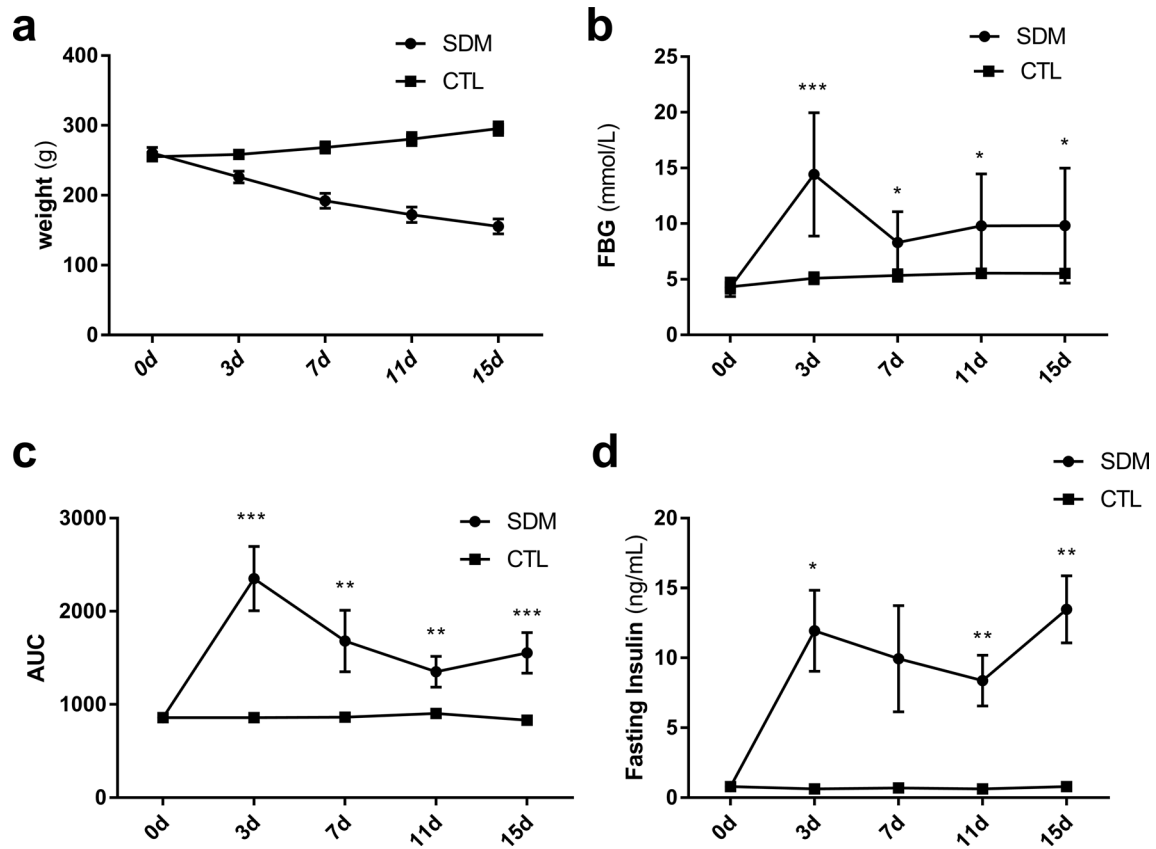 a
SDM
CTL
400
300
200
100
0
weight (g)
0d
3d
7d
11d
15d
b
SDM
CTL
25
20
15
10
5
0
FBG (mmol/L)
***
*
*
*
0d
3d
7d
11d
15d
c
SDM
CTL
3000
2000
1000
0
AUC
***
**
**
***
0d
3d
7d
11d
15d
d
SDM
CTL
20
15
10
5
0
Fasting Insulin (ng/mL)
*
**
**
0d
3d
7d
11d
15d